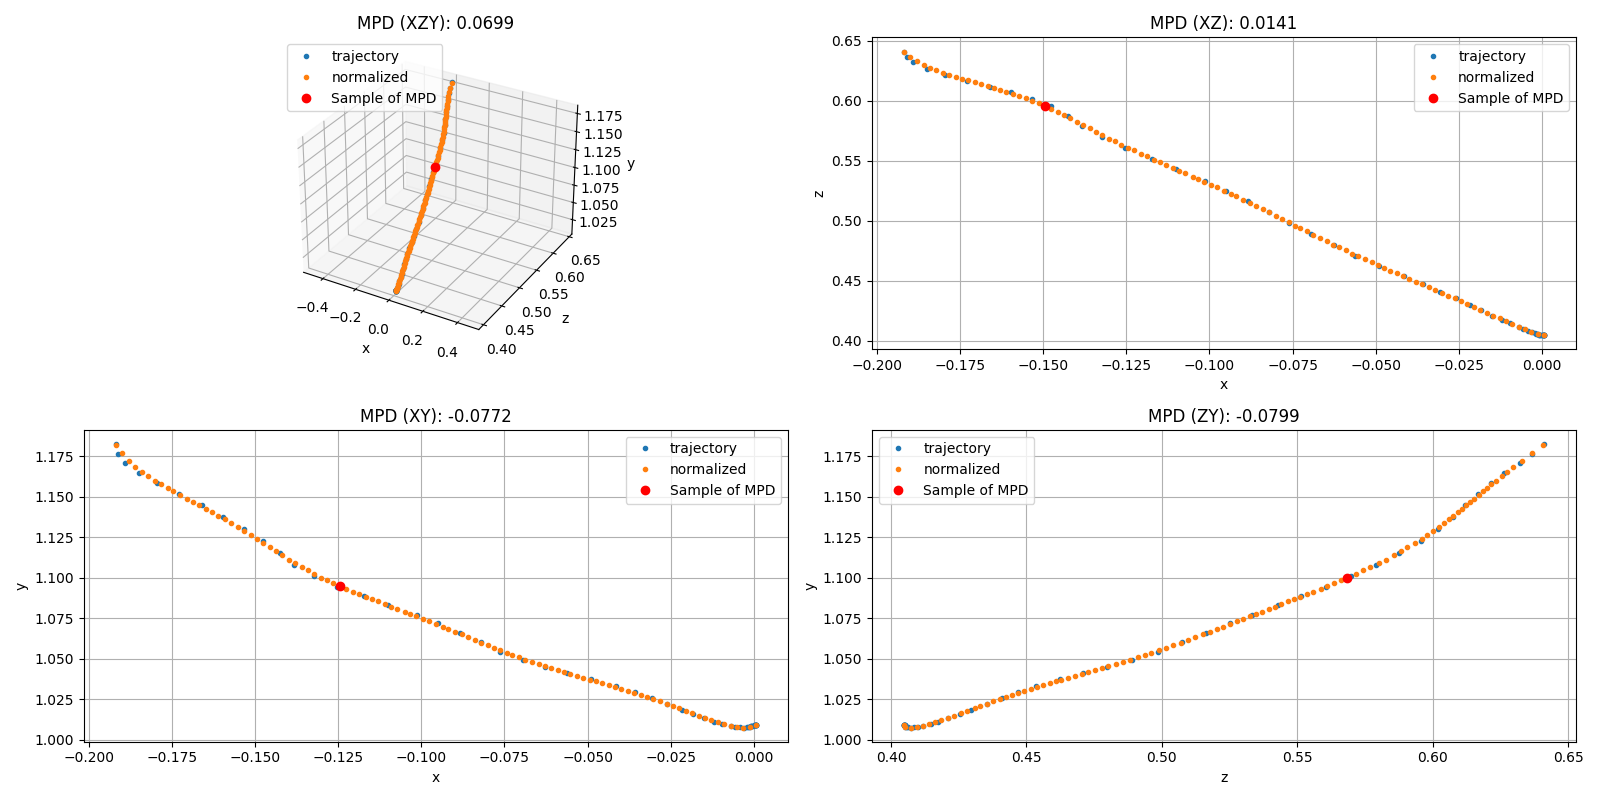 MPD (XZY): 0.0699
trajectory
normalized
Sample of MPD
1.175
1.150
1.125
1.100
1.075
1.050
1.025
y
0.65
0.60
0.55
0.50
0.45
0.40
z
−0.4
−0.2
0.0
0.2
0.4
x
MPD (XZ): 0.0141
trajectory
normalized
Sample of MPD
0.65
0.60
0.55
0.50
0.45
0.40
z
−0.200 −0.175 −0.150 −0.125 −0.100 −0.075 −0.050 −0.025 0.000
x
MPD (XY): -0.0772
trajectory
normalized
Sample of MPD
1.175
1.150
1.125
1.100
1.075
1.050
1.025
1.000
y
−0.200 −0.175 −0.150 −0.125 −0.100 −0.075 −0.050 −0.025 0.000
x
MPD (ZY): -0.0799
trajectory
normalized
Sample of MPD
1.175
1.150
1.125
1.100
1.075
1.050
1.025
1.000
y
0.40 0.45 0.50 0.55 0.60 0.65
z